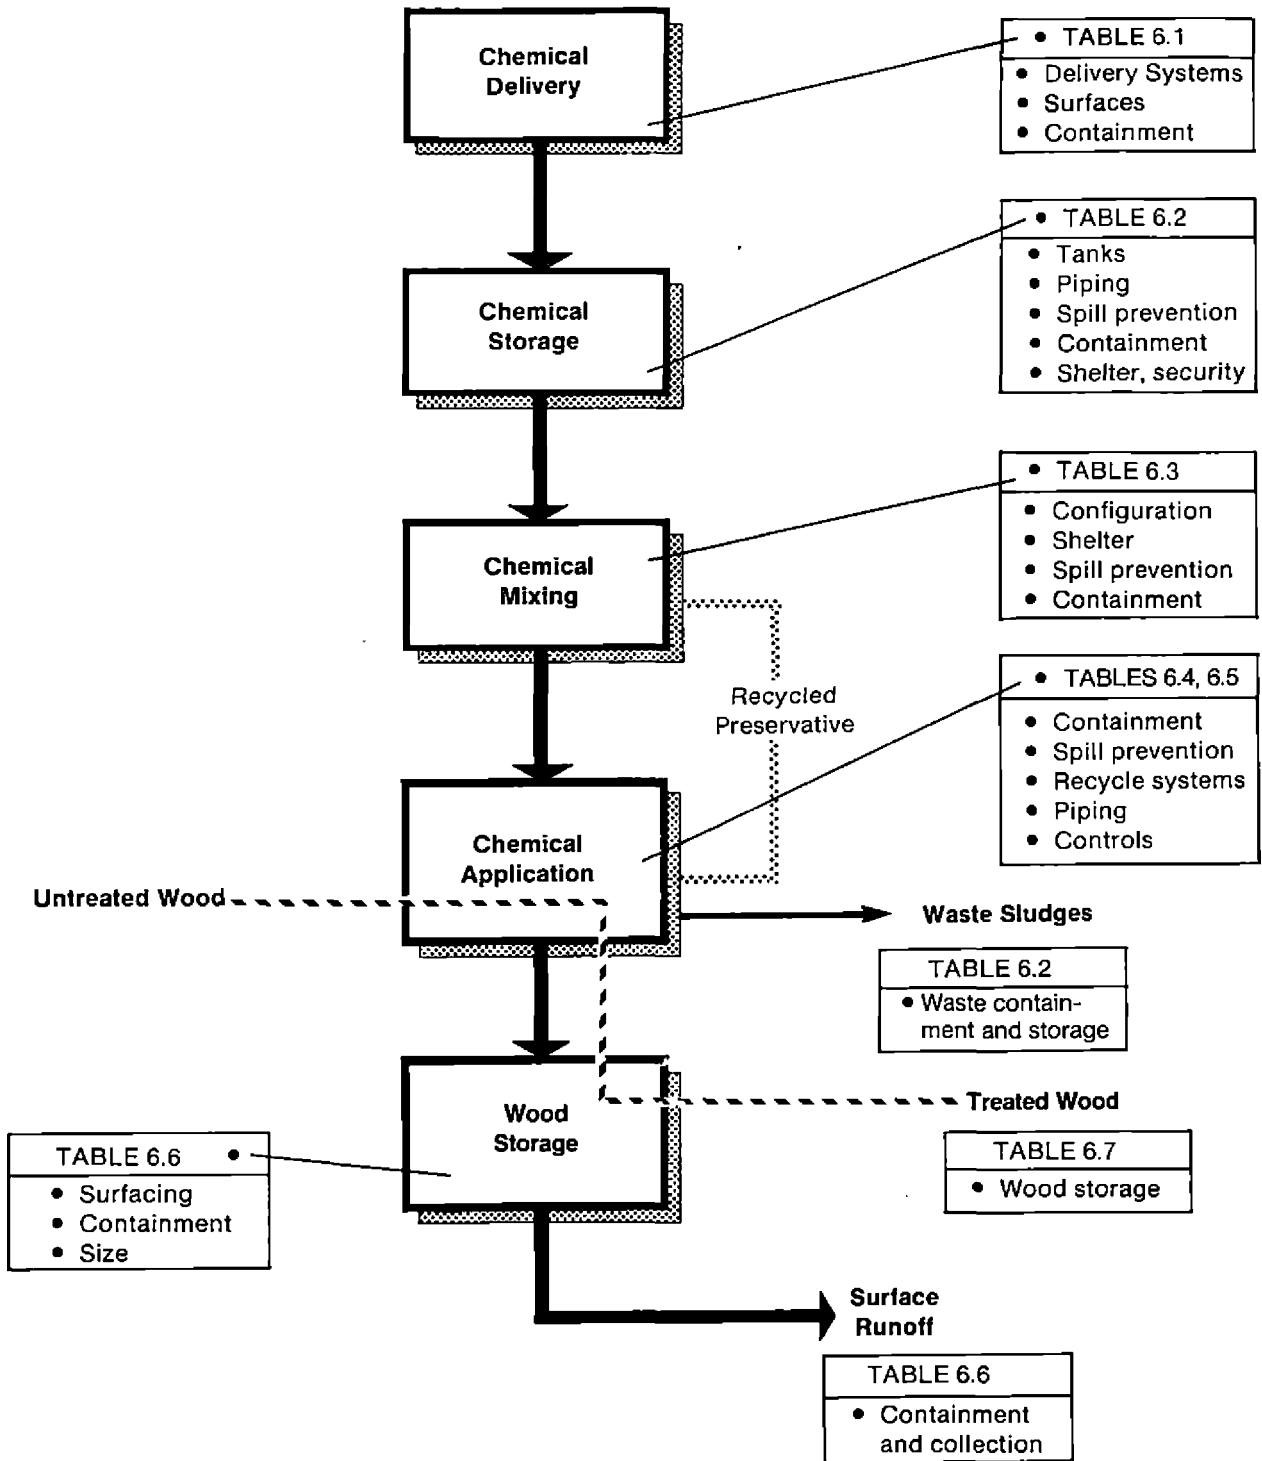 Chemical
Delivery
• TABLE 6.1
• Delivery Systems
• Surfaces
• Containment
Chemical
Storage
• TABLE 6.2
• Tanks
• Piping
• Spill prevention
• Containment
• Shelter, security
Chemical
Mixing
• TABLE 6.3
• Configuration
• Shelter
• Spill prevention
• Containment
Recycled
Preservative
• TABLES 6.4, 6.5
• Containment
• Spill prevention
• Recycle systems
• Piping
• Controls
Chemical
Application
Untreated Wood
Waste Sludges
TABLE 6.2
• Waste contain-
ment and storage
Wood
Storage
Treated Wood
TABLE 6.7
• Wood storage
TABLE 6.6 •
• Surfacing
• Containment
• Size
Surface
Runoff
TABLE 6.6
• Containment
and collection